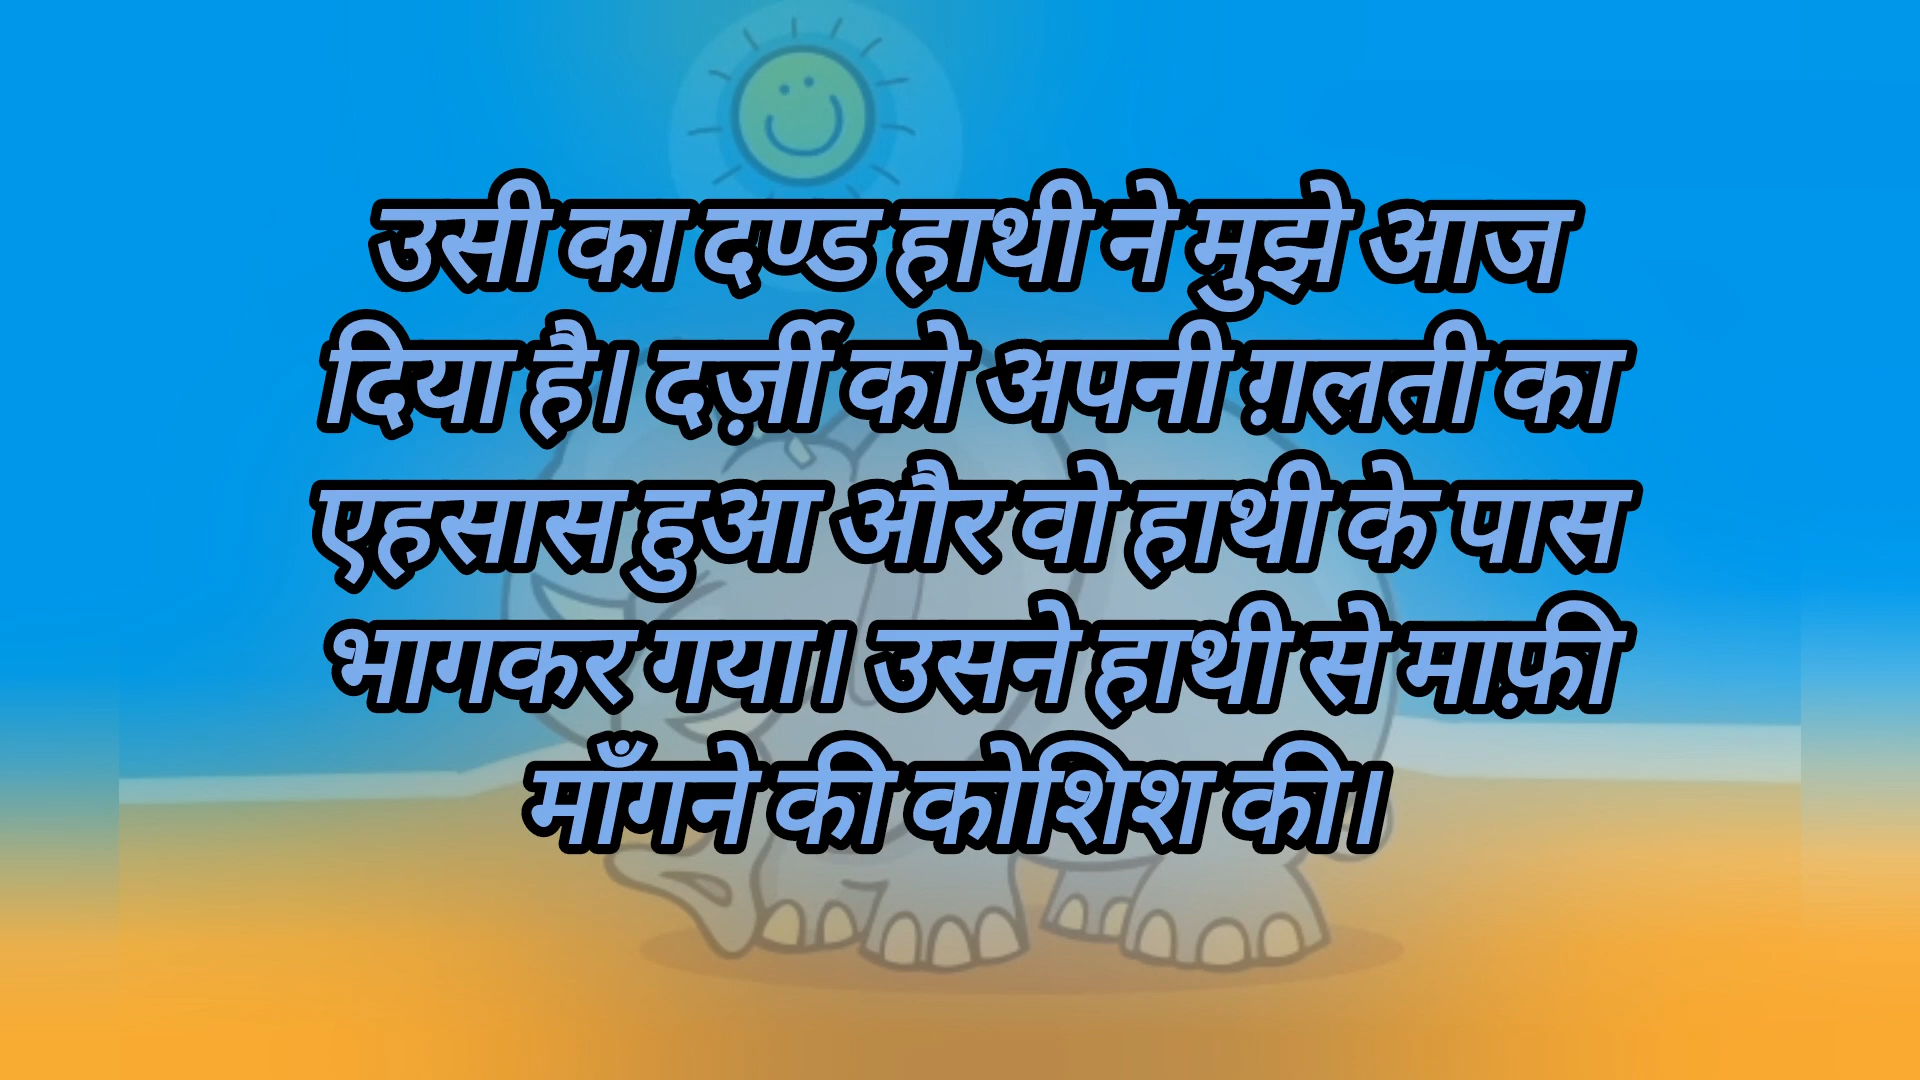 उसी का दण्ड हाथी ने मुझे आज
दिया है। दर्ज़ी को अपनी ग़लती का
एहसास हुआ और वो हाथी के पास
भागकर गया। उसने हाथी से माफ़ी
माँगने की कोशिश की।